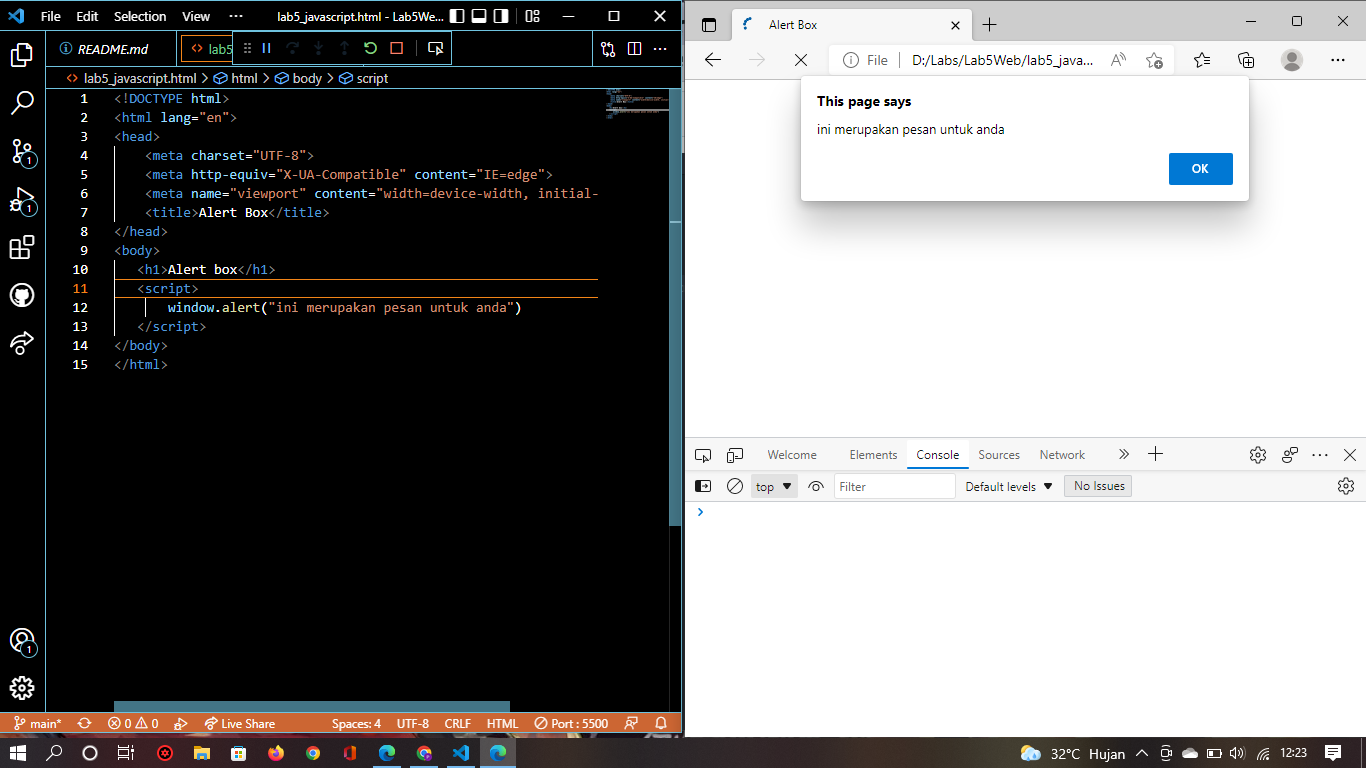 File Edit Selection View ··· lab5_javascript.html - Lab5We...
README.md lab5
lab5_javascript.html > html > body > script
1 <!DOCTYPE html>
2 <html lang="en">
3 <head>
4 <meta charset="UTF-8">
5 <meta http-equiv="X-UA-Compatible" content="IE=edge">
6 <meta name="viewport" content="width=device-width, initial-
7 <title>Alert Box</title>
8 </head>
9 <body>
10 <h1>Alert box</h1>
11 <script>
12 window.alert("ini merupakan pesan untuk anda")
13 </script>
14 </body>
15 </html>
1
1
1
main* 0 0 Live Share Spaces: 4 UTF-8 CRLF HTML Port : 5500
Alert Box
File D:/Labs/Lab5Web/lab5_java...
This page says
ini merupakan pesan untuk anda
OK
Welcome Elements Console Sources Network
top Filter Default levels No Issues
32°C Hujan 12:23